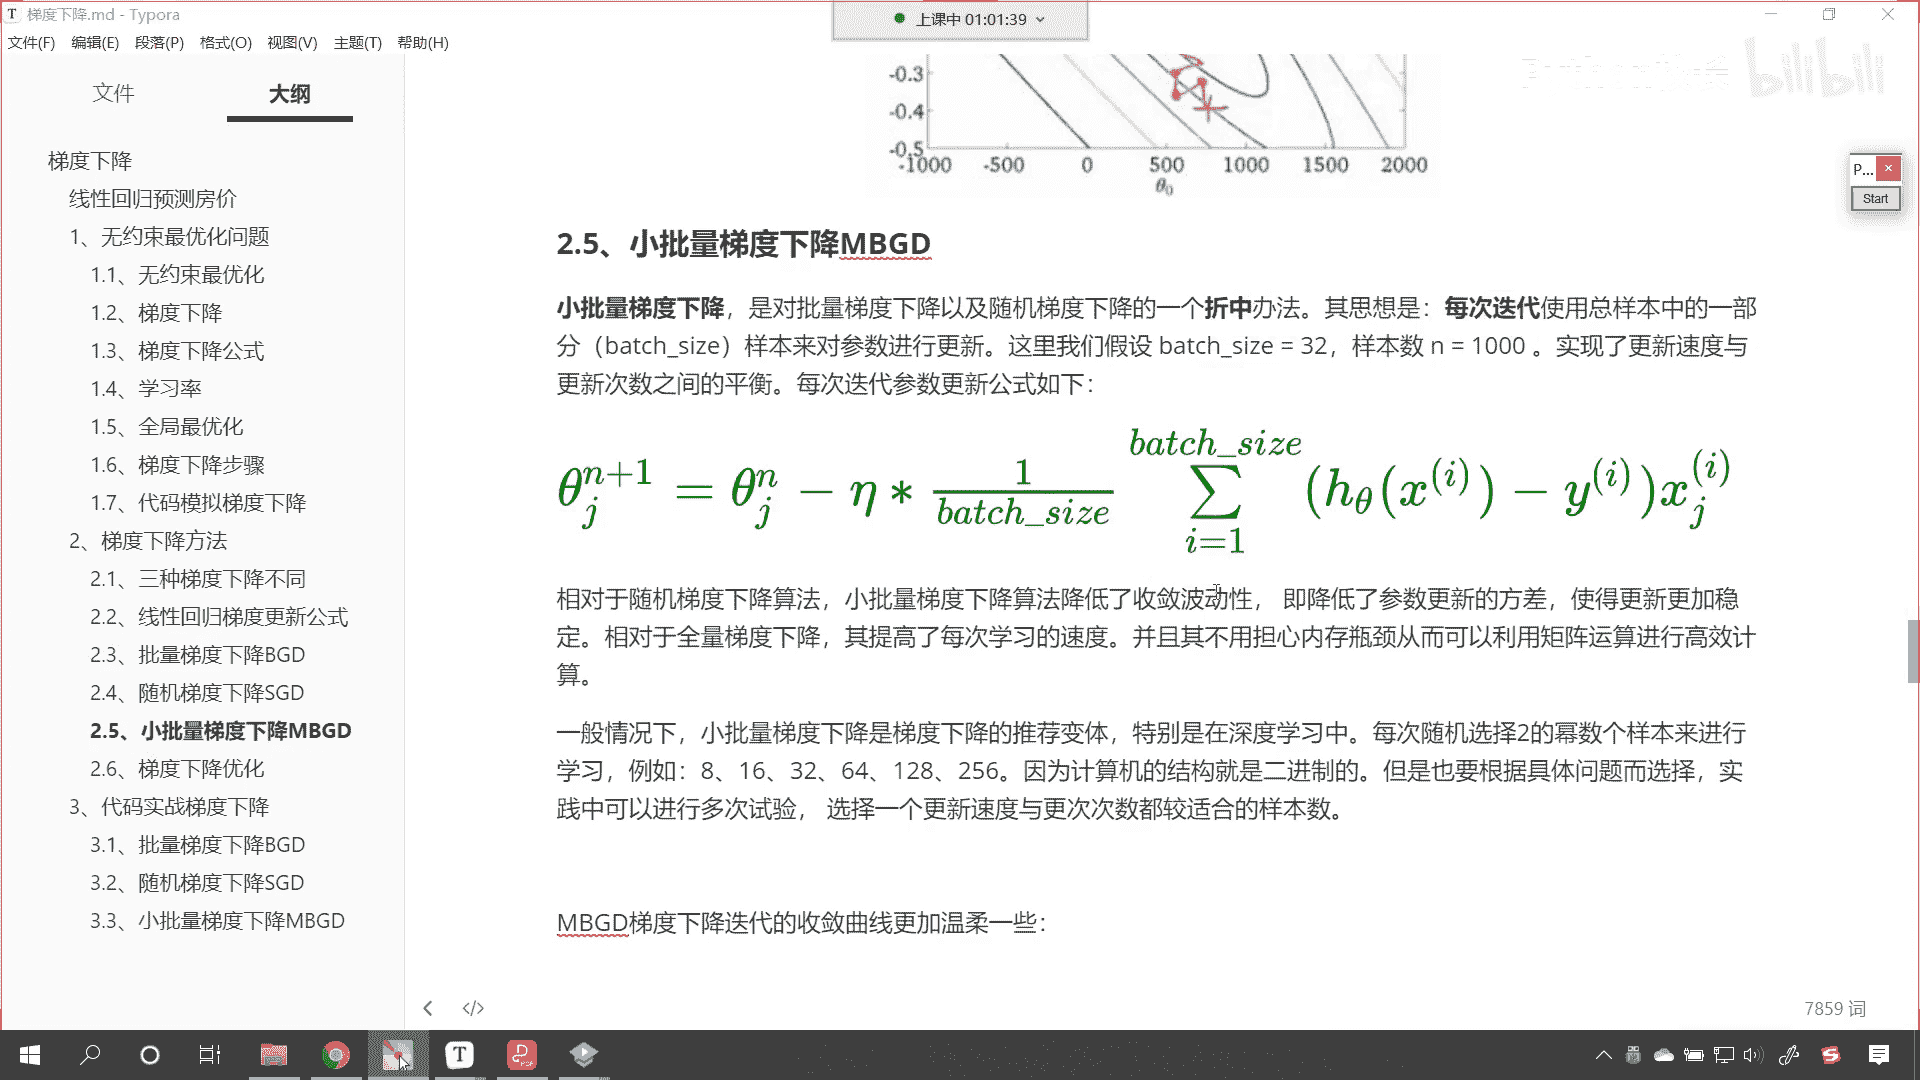 梯度下降.md - Typora
上课中 01:01:39
文件(F) 编辑(E) 段落(P) 格式(O) 视图(V) 主题(T) 帮助(H)
文件 大纲
梯度下降
线性回归预测房价
1、无约束最优化问题
1.1、无约束最优化
1.2、梯度下降
1.3、梯度下降公式
1.4、学习率
1.5、全局最优化
1.6、梯度下降步骤
1.7、代码模拟梯度下降
2、梯度下降方法
2.1、三种梯度下降不同
2.2、线性回归梯度更新公式
2.3、批量梯度下降BGD
2.4、随机梯度下降SGD
2.5、小批量梯度下降MBGD
2.6、梯度下降优化
3、代码实战梯度下降
3.1、批量梯度下降BGD
3.2、随机梯度下降SGD
3.3、小批量梯度下降MBGD
-0.3
-0.4
-0.5
-1000 -500 0 500 1000 1500 2000
θ₀
bilibili
P...
Start
2.5、小批量梯度下降MBGD
小批量梯度下降，是对批量梯度下降以及随机梯度下降的一个折中办法。其思想是：每次迭代使用总样本中的一部
分（batch_size）样本来对参数进行更新。这里我们假设 batch_size = 32，样本数 n = 1000 。实现了更新速度与
更新次数之间的平衡。每次迭代参数更新公式如下：
θ_j^{n+1} = θ_j^n − η * \frac{1}{batch_size} \sum_{i=1}^{batch_size} (h_θ(x^{(i)}) − y^{(i)})x_j^{(i)}
相对于随机梯度下降算法，小批量梯度下降算法降低了收敛波动性， 即降低了参数更新的方差，使得更新更加稳
定。相对于全量梯度下降，其提高了每次学习的速度。并且其不用担心内存瓶颈从而可以利用矩阵运算进行高效计
算。
一般情况下，小批量梯度下降是梯度下降的推荐变体，特别是在深度学习中。每次随机选择2的幂数个样本来进行
学习，例如：8、16、32、64、128、256。因为计算机的结构就是二进制的。但是也要根据具体问题而选择，实
践中可以进行多次试验， 选择一个更新速度与更次次数都较适合的样本数。
MBGD梯度下降迭代的收敛曲线更加温柔一些：
7859 词